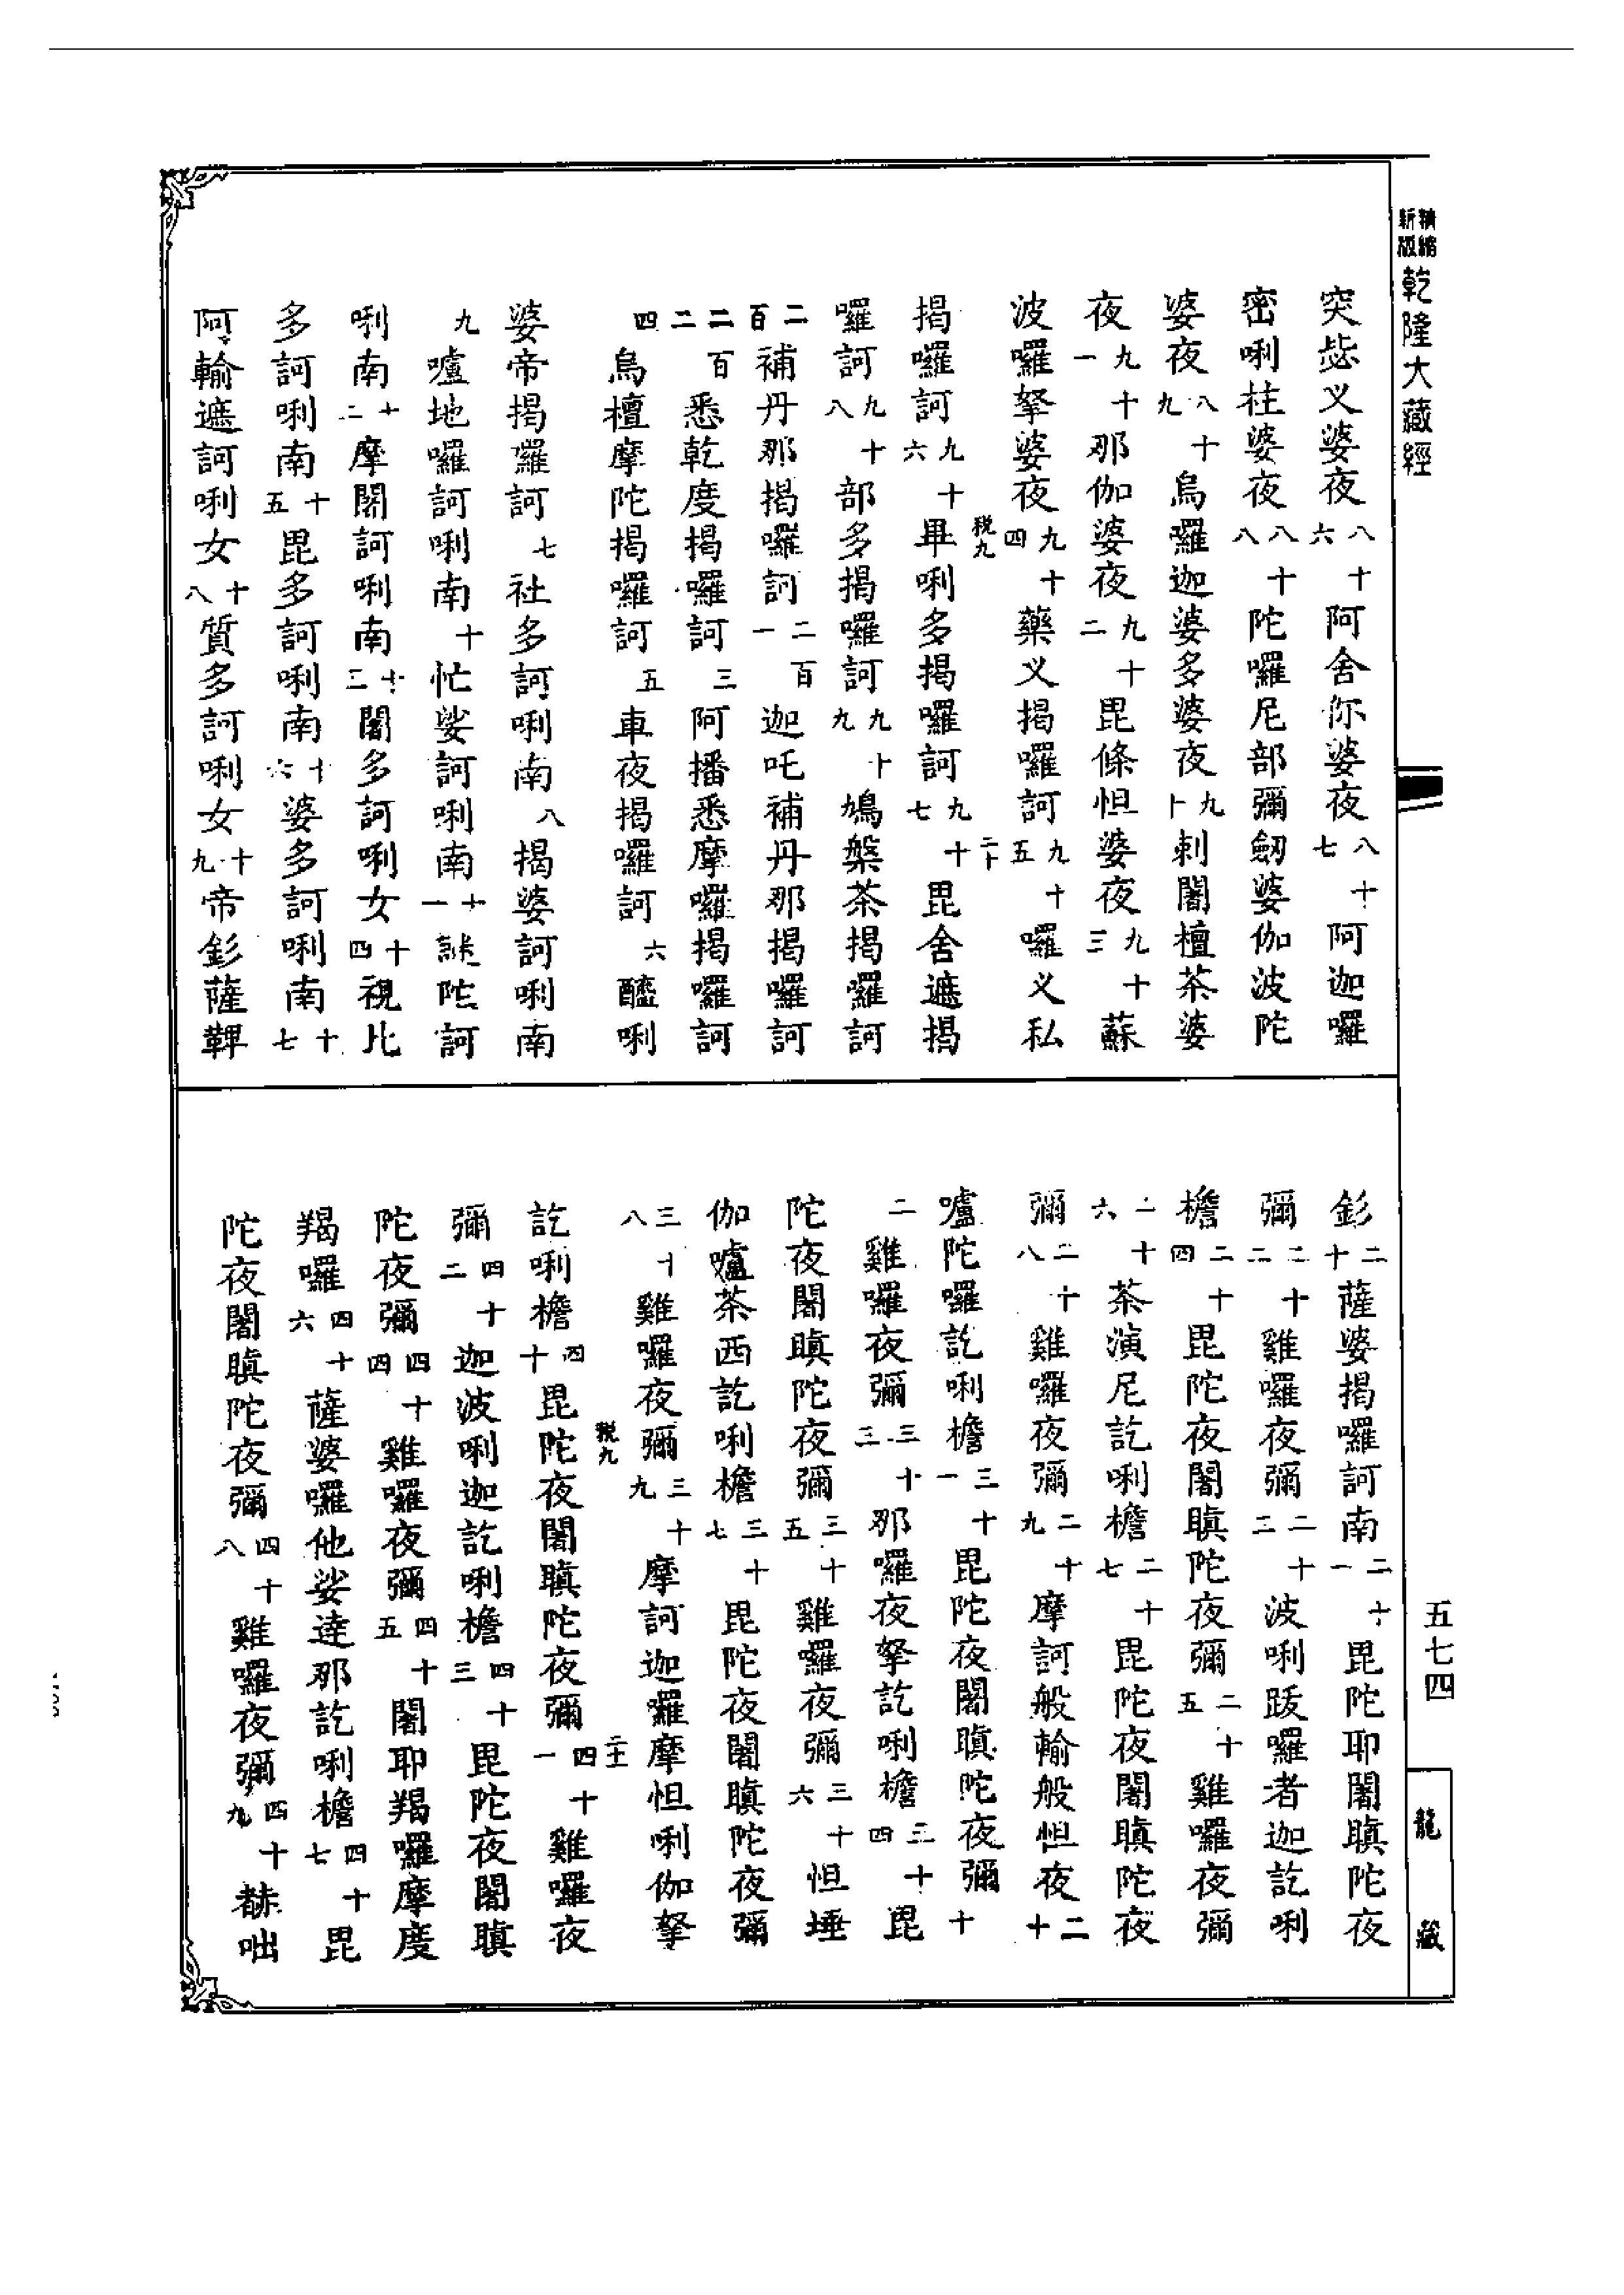 精縮新版
乾隆大藏經
突毖义婆夜八十六阿舍你婆夜八十七阿迦囉
密唎柱婆夜八十八陀囉尼部彌劒婆伽波陀
婆夜八十九烏囉迦婆多婆夜九十剌闍檀茶婆
夜九十一那伽婆夜九十二毘條怛婆夜九十三蘇
波囉拏婆夜九十四藥义揭囉訶九十五囉义私
税九
二十
揭囉訶九十六畢唎多揭囉訶九十七毘舍遮揭
囉訶九十八部多揭囉訶九十九鳩槃茶揭囉訶
二百補丹那揭囉訶二百一迦吒補丹那揭囉訶
二百二悉乾度揭囉訶三阿播悉摩囉揭囉訶
四烏檀摩陀揭囉訶五車夜揭囉訶六醯唎
婆帝揭囉訶七社多訶唎南八揭婆訶唎南
九嚧地囉訶唎南十忙娑訶唎南十一謎陀訶
唎南十二摩闍訶唎南十三闍多訶唎女十四視比
多訶唎南十五毘多訶唎南十六婆多訶唎南十七
阿輸遮訶唎女十八質多訶唎女十九帝釤薩鞞
釤二十薩婆揭囉訶南二十一毘陀耶闍瞋陀夜
彌二十二雞囉夜彌二十三波唎跋囉者迦訖唎
檐二十四毘陀夜闍瞋陀夜彌二十五雞囉夜彌
二十六茶演尼訖唎檐二十七毘陀夜闍瞋陀夜
彌二十八雞囉夜彌二十九摩訶般輸般怛夜二十
嚧陀囉訖唎檐三十一毘陀夜闍瞋陀夜彌十
二雞囉夜彌三十三那囉夜拏訖唎檐三十四毘
陀夜闍瞋陀夜彌三十五雞囉夜彌三十六怛埵
伽嚧茶西訖唎檐三十七毘陀夜闍瞋陀夜彌
三十八雞囉夜彌三十九摩訶迦囉摩怛唎伽拏
税九
二十一
訖唎檐四十毘陀夜闍瞋陀夜彌四十一雞囉夜
彌四十二迦波唎迦訖唎檐四十三毘陀夜闍瞋
陀夜彌四十四雞囉夜彌四十五闍耶羯囉摩度
羯囉四十六薩婆囉他娑達那訖唎檐四十七毘
陀夜闍瞋陀夜彌四十八雞囉夜彌四十九赫咄
五七四
龍藏